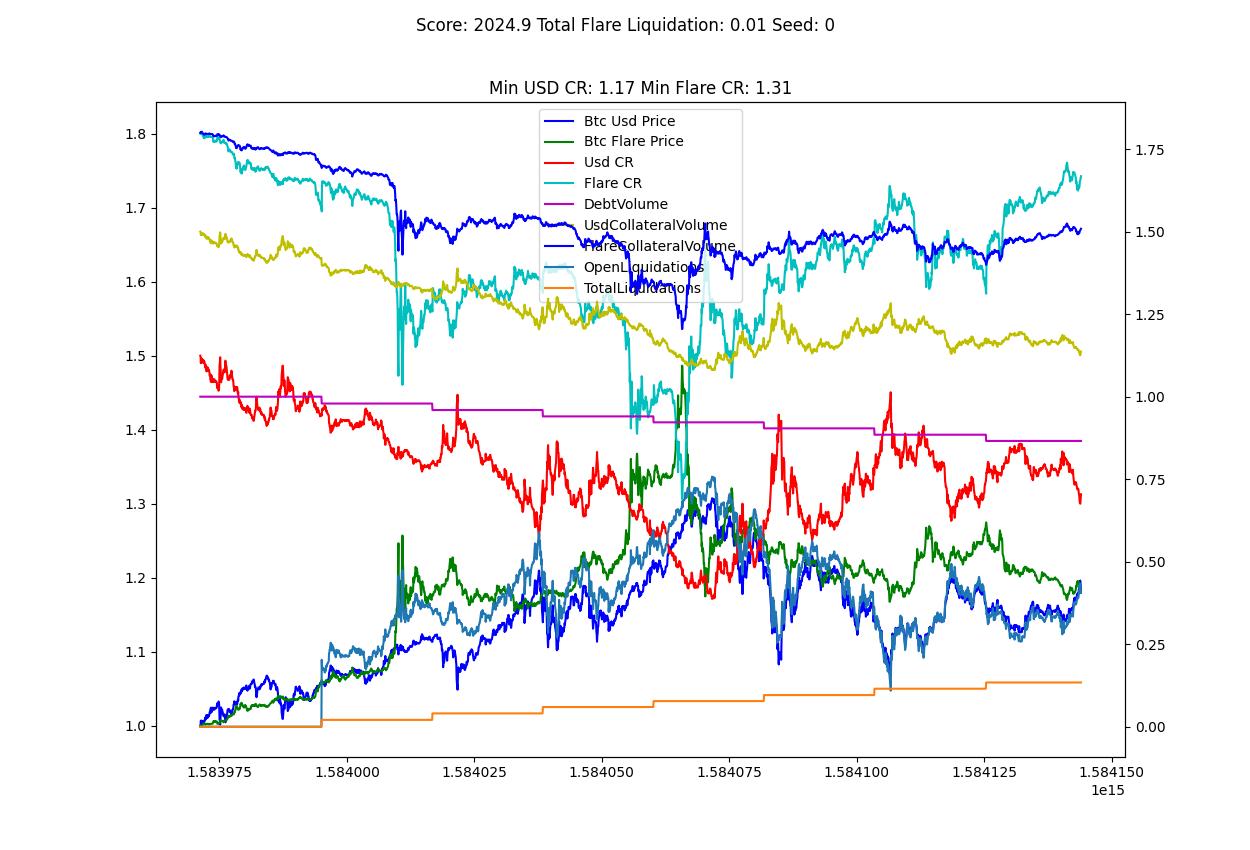 Score: 2024.9 Total Flare Liquidation: 0.01 Seed: 0
Min USD CR: 1.17 Min Flare CR: 1.31
Btc Usd Price
Btc Flare Price
Usd CR
Flare CR
DebtVolume
UsdCollateralVolume
FlareCollateralVolume
OpenLiquidations
TotalLiquidations
1.8
1.7
1.6
1.5
1.4
1.3
1.2
1.1
1.0
1.75
1.50
1.25
1.00
0.75
0.50
0.25
0.00
1.583975 1.584000 1.584025 1.584050 1.584075 1.584100 1.584125 1.584150
1e15